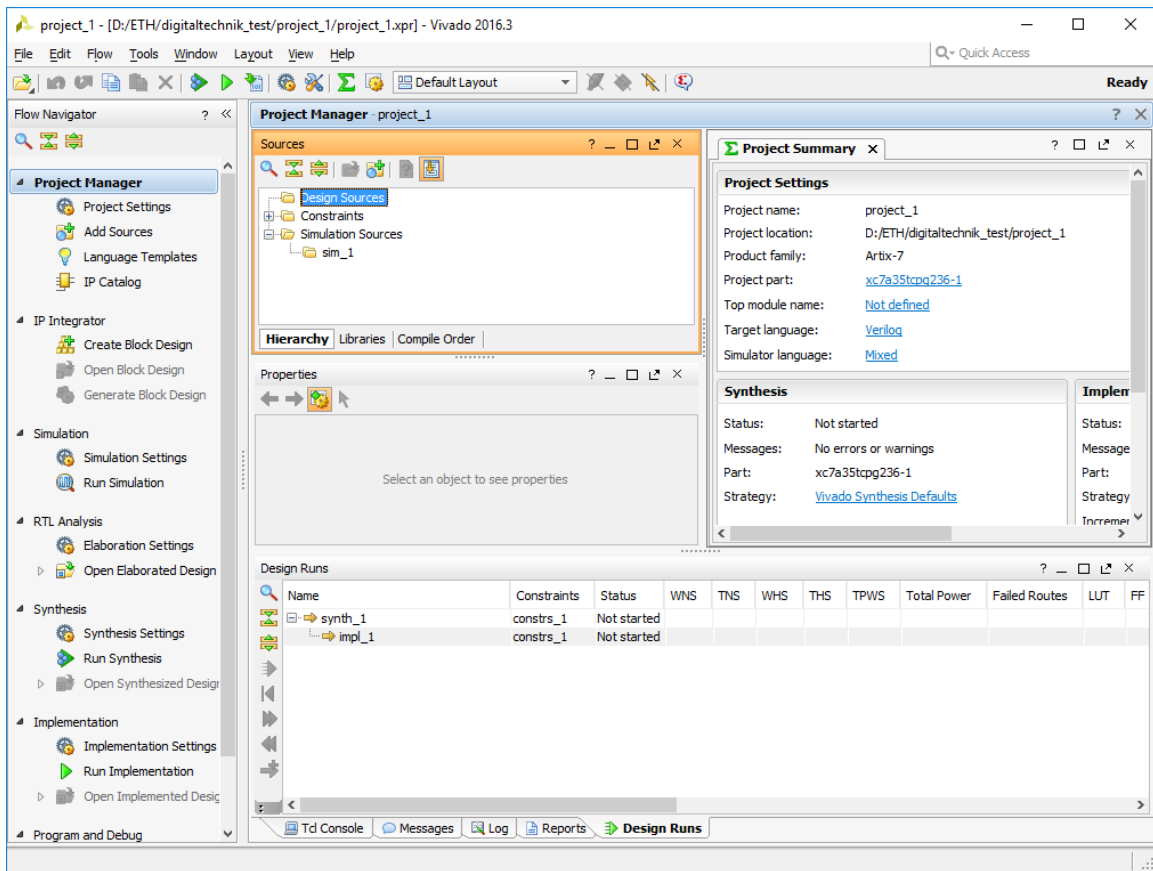 project_1 - [D:/ETH/digitaltechnik_test/project_1/project_1.xpr] - Vivado 2016.3
File Edit Flow Tools Window Layout View Help
Quick Access
Default Layout
Ready
Flow Navigator
Project Manager
Project Settings
Add Sources
Language Templates
IP Catalog
IP Integrator
Create Block Design
Open Block Design
Generate Block Design
Simulation
Simulation Settings
Run Simulation
RTL Analysis
Elaboration Settings
Open Elaborated Design
Synthesis
Synthesis Settings
Run Synthesis
Open Synthesized Desigr
Implementation
Implementation Settings
Run Implementation
Open Implemented Desig
Program and Debug
Project Manager - project_1
Sources
Design Sources
Constraints
Simulation Sources
sim_1
Hierarchy Libraries Compile Order
Properties
Select an object to see properties
Project Summary
Project Settings
Project name: project_1
Project location: D:/ETH/digitaltechnik_test/project_1
Product family: Artix-7
Project part: xc7a35tcpg236-1
Top module name: Not defined
Target language: Verilog
Simulator language: Mixed
Synthesis
Status: Not started
Messages: No errors or warnings
Part: xc7a35tcpg236-1
Strategy: Vivado Synthesis Defaults
Implem
Status:
Message
Part:
Strategy
Incremer
Design Runs
Name Constraints Status WNS TNS WHS THS TPWS Total Power Failed Routes LUT FF
synth_1 constrs_1 Not started
impl_1 constrs_1 Not started
Tcl Console Messages Log Reports Design Runs